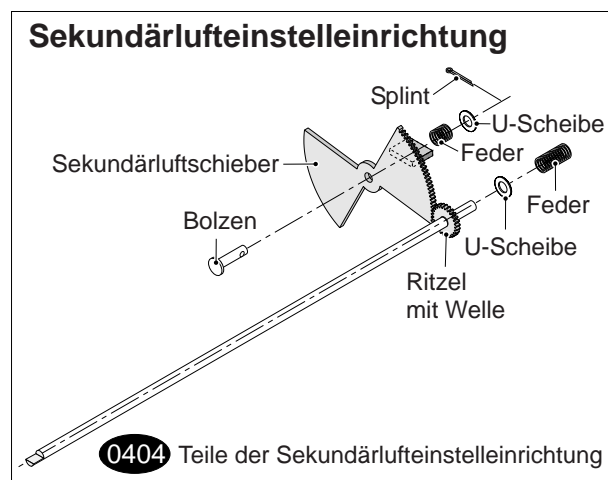 Sekundärlufteinstelleinrichtung
Splint
U-Scheibe
Feder
Sekundärluftschieber
Feder
Bolzen
U-Scheibe
Ritzel
mit Welle
0404 Teile der Sekundärlufteinstelleinrichtung